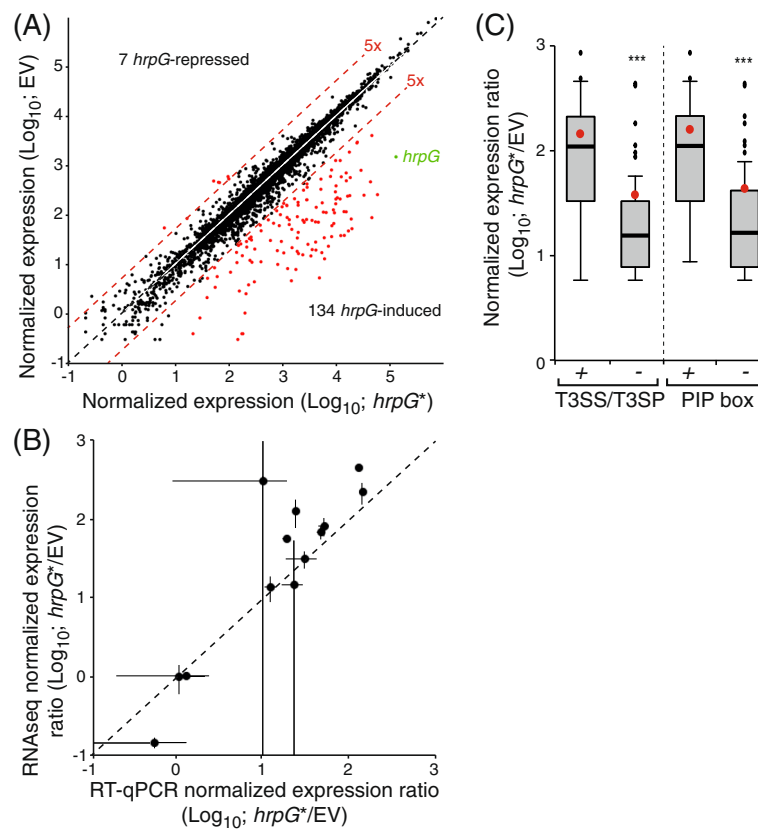 (A)
7 hrpG-repressed
5x
5x
hrpG
134 hrpG-induced
Normalized expression (Log10; EV)
5
4
3
2
1
0
-1
-1 0 1 2 3 4 5
Normalized expression (Log10; hrpG*)
(B)
RNAseq normalized expression
ratio (Log10; hrpG*/EV)
3
2
1
0
-1
-1 0 1 2 3
RT-qPCR normalized expression ratio
(Log10; hrpG*/EV)
(C)
Normalized expression ratio
(Log10; hrpG*/EV)
3
2
1
0
*** ***
+ - + -
T3SS/T3SP PIP box